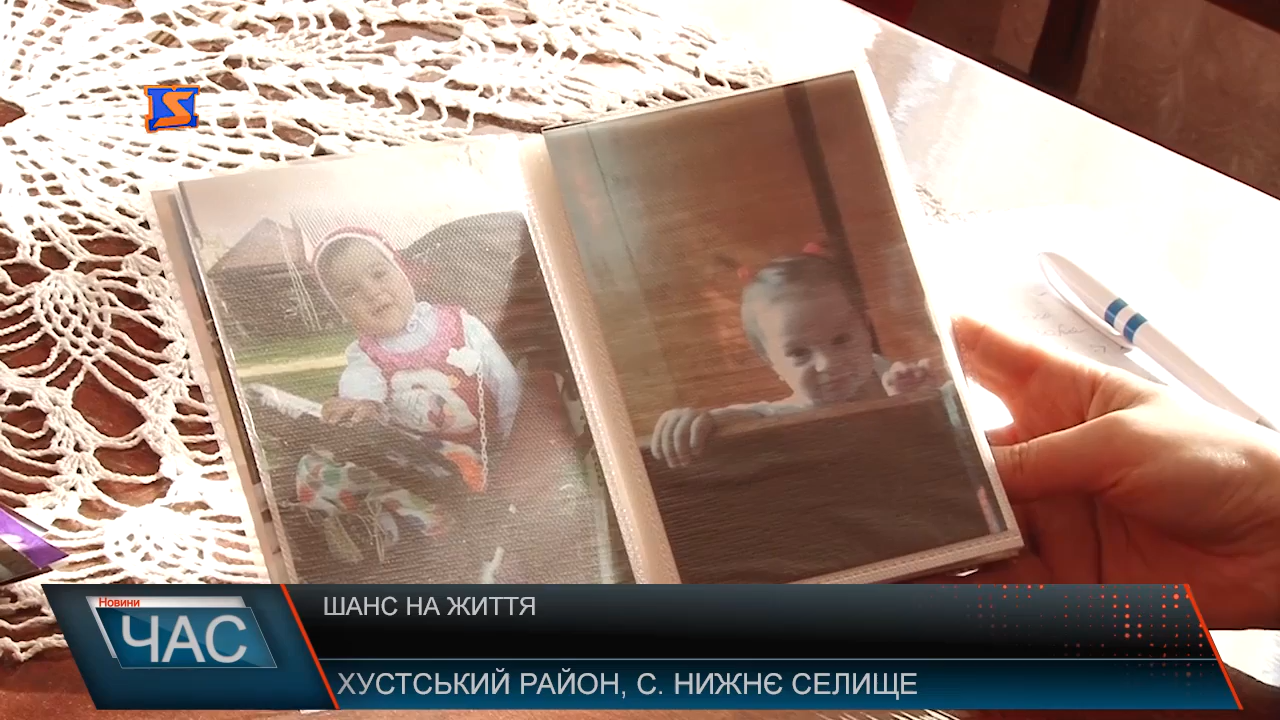 S
Новини
ЧАС
ШАНС НА ЖИТТЯ
ХУСТСЬКИЙ РАЙОН, С. НИЖНЄ СЕЛИЩЕ